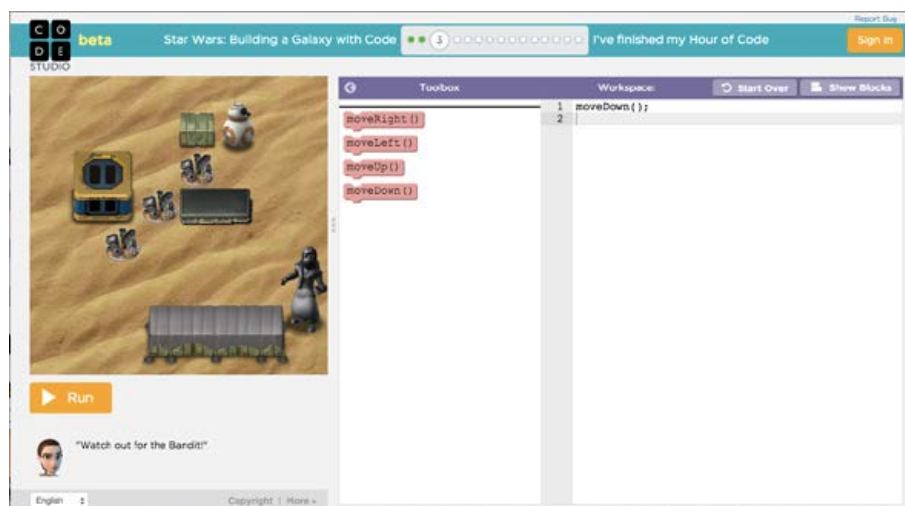 Report Bug
CODE
STUDIO
beta
Star Wars: Building a Galaxy with Code
3
I've finished my Hour of Code
Sign in
Toolbox
Workspace:
Start Over
Show Blocks
moveRight()
moveLeft()
moveUp()
moveDown()
1 moveDown();
2
Run
"Watch out for the Bandit!"
English
Copyright | More